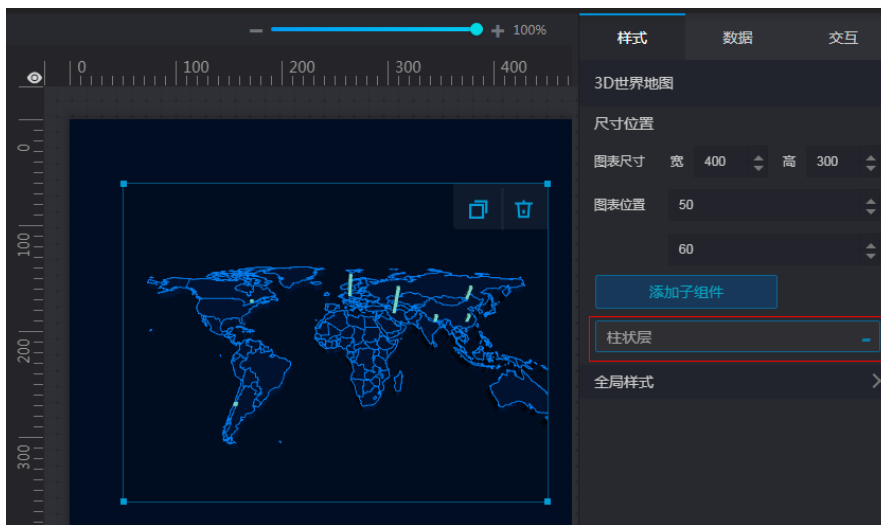 100%
0 100 200 300 400
0
100
200
300
样式 数据 交互
3D世界地图
尺寸位置
图表尺寸 宽 400 高 300
图表位置 50
60
添加子组件
柱状层
全局样式